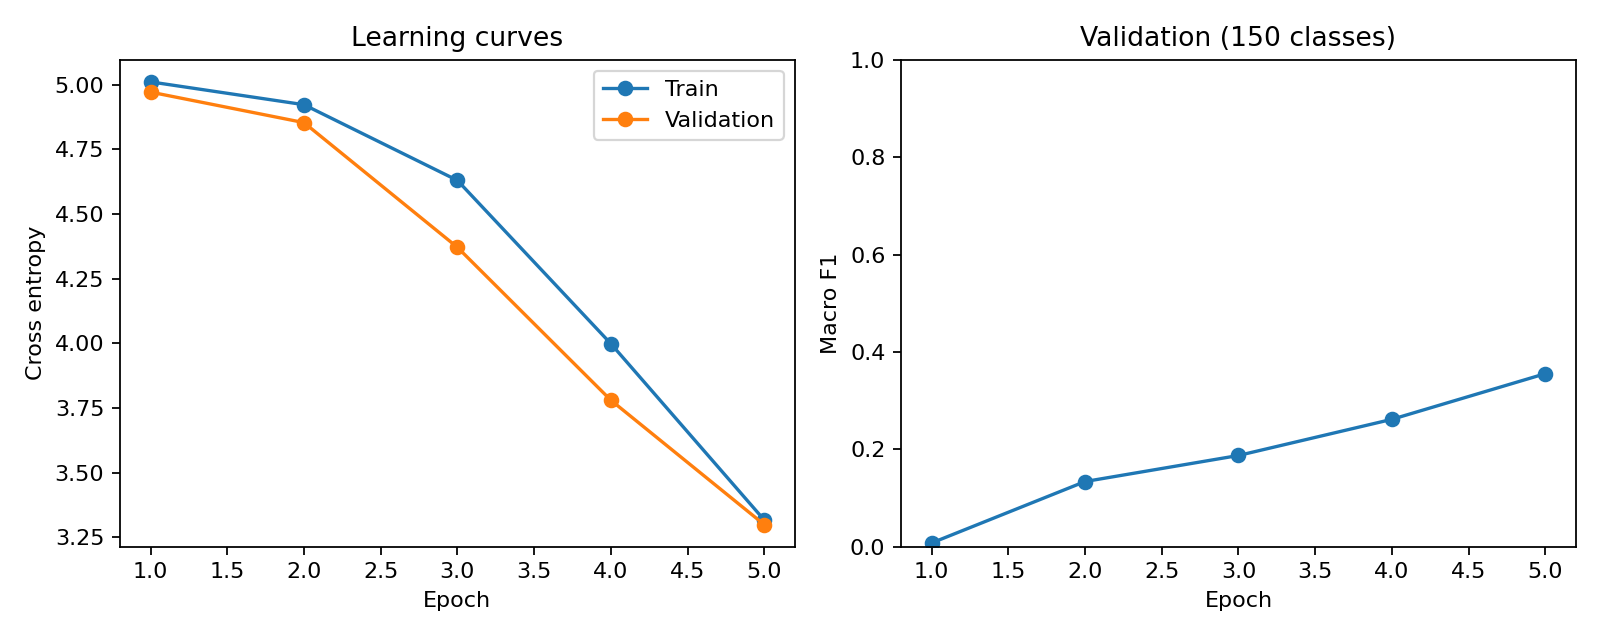 Learning curves
Train
Validation
5.00
4.75
4.50
4.25
4.00
3.75
3.50
3.25
Cross entropy
1.0 1.5 2.0 2.5 3.0 3.5 4.0 4.5 5.0
Epoch
Validation (150 classes)
1.0
0.8
0.6
0.4
0.2
0.0
Macro F1
1.0 1.5 2.0 2.5 3.0 3.5 4.0 4.5 5.0
Epoch